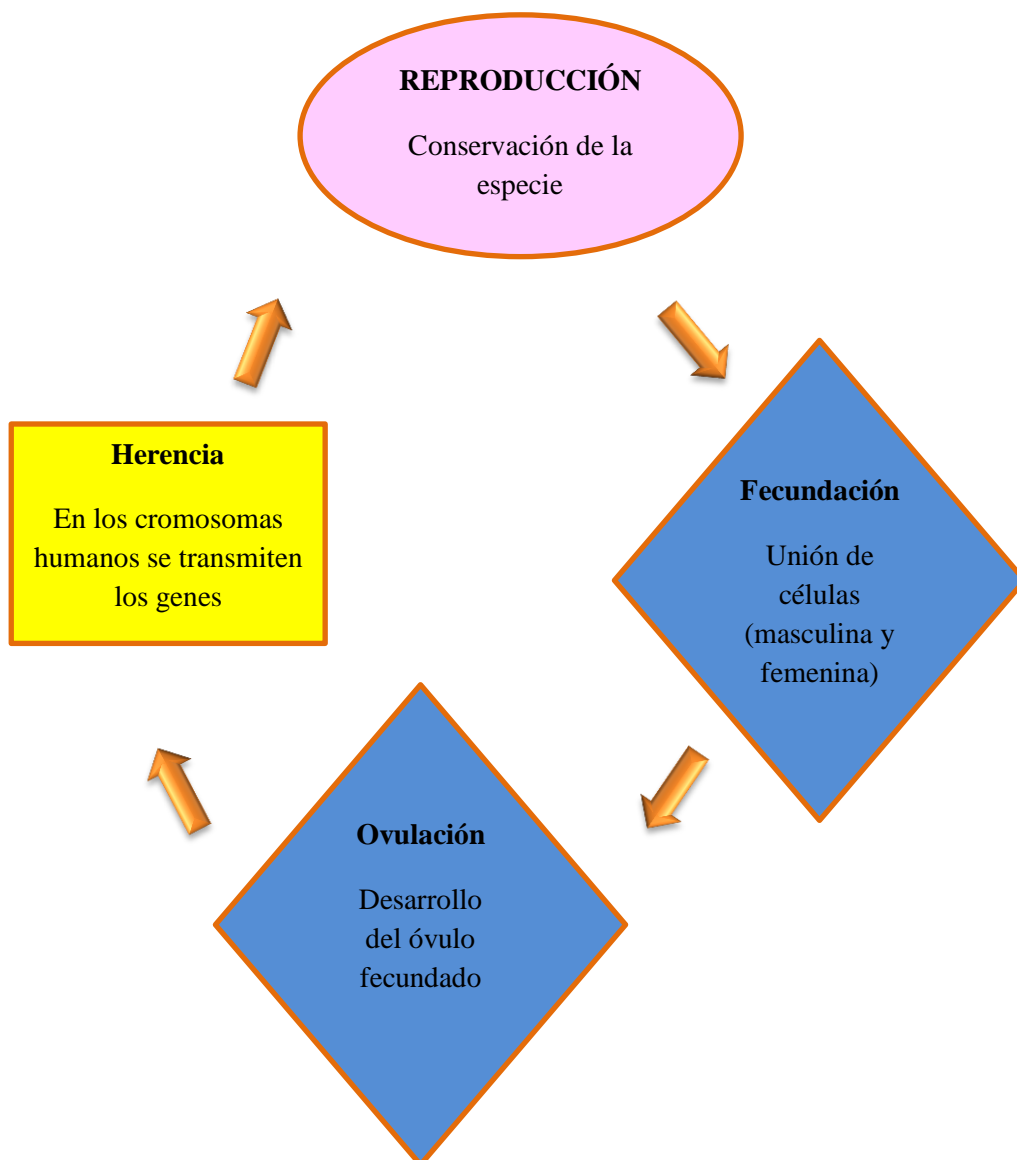 REPRODUCCIÓN
Conservación de la
especie
Fecundación
Unión de
células
(masculina y
femenina)
Ovulación
Desarrollo
del óvulo
fecundado
Herencia
En los cromosomas
humanos se transmiten
los genes